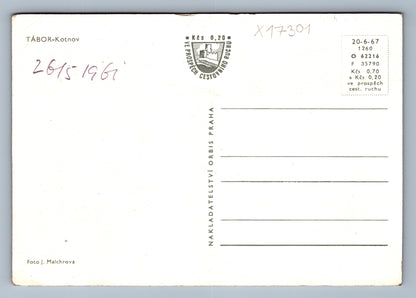 TÁBOR-Kotnov
26/5 1961
Kčs 0,20
VE PROSPĚCH CESTOVNÍHO RUCHU
X17301
20-6-67
1260
O 62216
F 35790
Kčs 0,70
a Kčs 0,20
ve prospěch
cest. ruchu
NAKLADATELSTVÍ ORBIS PRAHA
Foto J. Malchrová